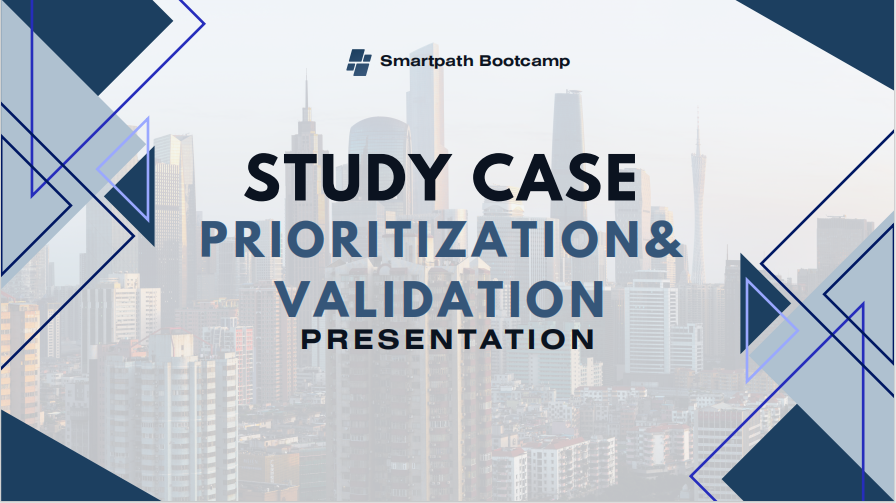 Smartpath Bootcamp
STUDY CASE
PRIORITIZATION&
VALIDATION
PRESENTATION